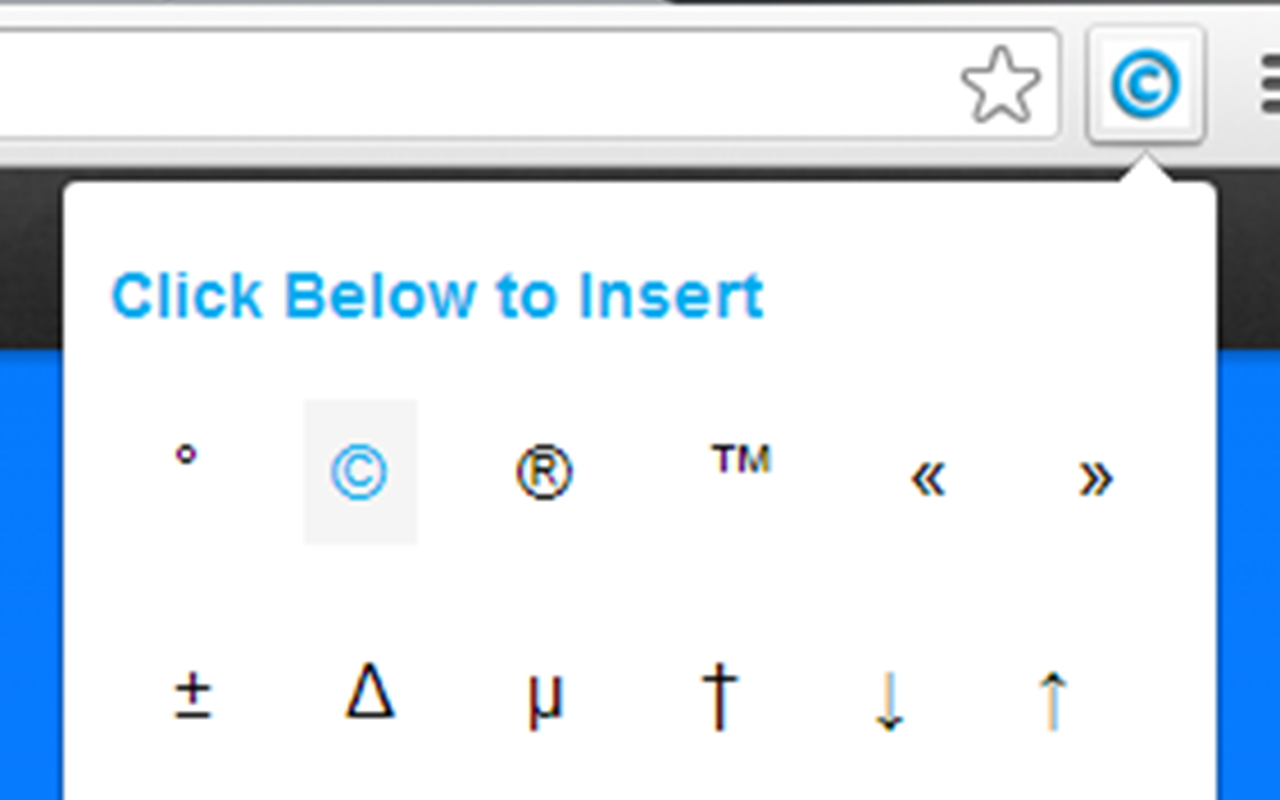 ©
Click Below to Insert
° © ® ™ « »
± Δ µ † ↓ ↑